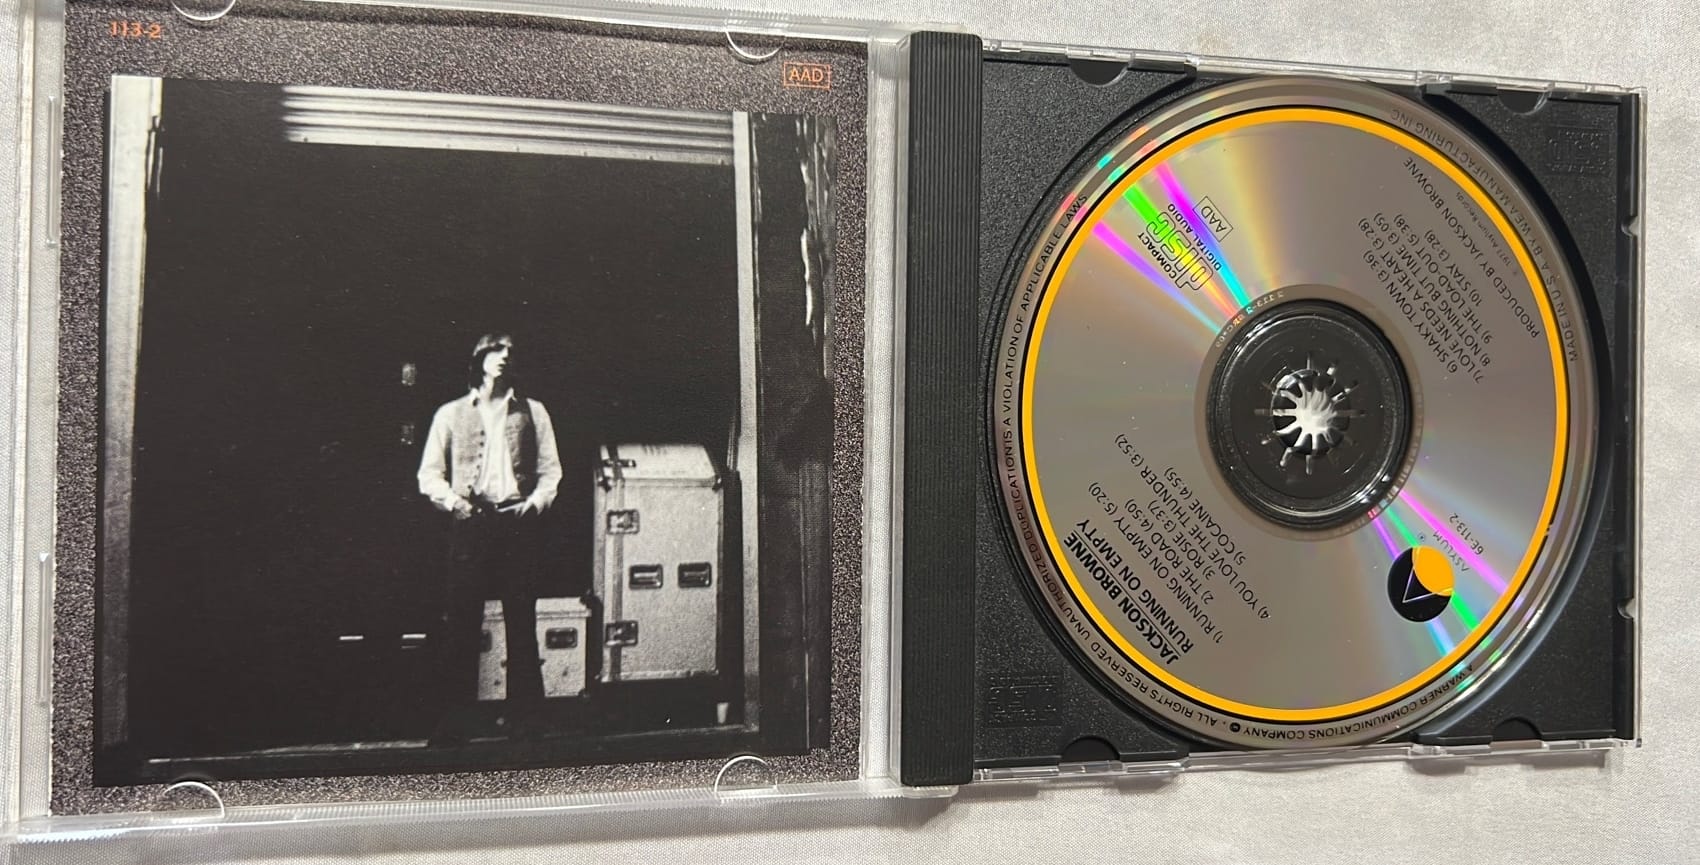 113-2
AAD
JACKSON BROWNE
RUNNING ON EMPTY
1) RUNNING ON EMPTY (5:20)
2) THE ROAD (4:50)
3) ROSIE (3:37)
4) YOU LOVE THE THUNDER (3:52)
5) COCAINE (4:55)
6) SHAKY TOWN (3:36)
7) LOVE NEEDS A HEART (3:28)
8) NOTHING BUT TIME (3:05)
9) THE LOAD-OUT (5:38)
10) STAY (3:28)
PRODUCED BY JACKSON BROWNE
℗ 1977 Asylum Records
COMPACT
disc
DIGITAL AUDIO
AAD
ASYLUM ®
6E-113-2
MADE IN U.S.A. BY WEA MANUFACTURING INC.
A WARNER COMMUNICATIONS COMPANY
ALL RIGHTS RESERVED. UNAUTHORIZED DUPLICATION IS A VIOLATION OF APPLICABLE LAWS